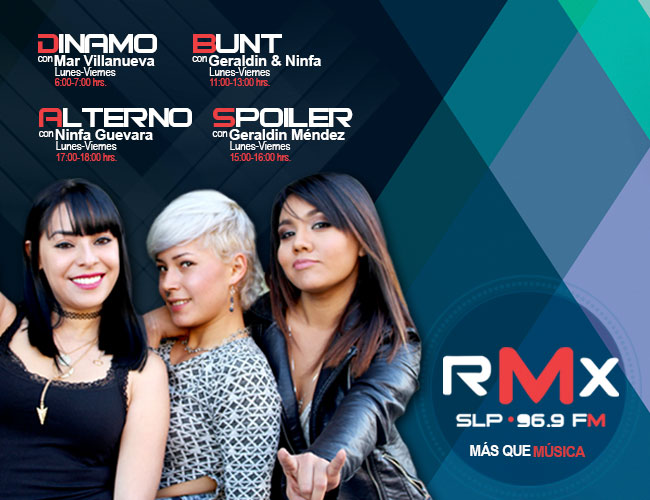 DINAMO
con Mar Villanueva
Lunes-Viernes
6:00-7:00 hrs.
BUNT
con Geraldin & Ninfa
Lunes-Viernes
11:00-13:00 hrs.
ALTERNO
con Ninfa Guevara
Lunes-Viernes
17:00-18:00 hrs.
SPOILER
con Geraldin Méndez
Lunes-Viernes
15:00-16:00 hrs.
RMX
SLP • 96.9 FM
MÁS QUE MÚSICA